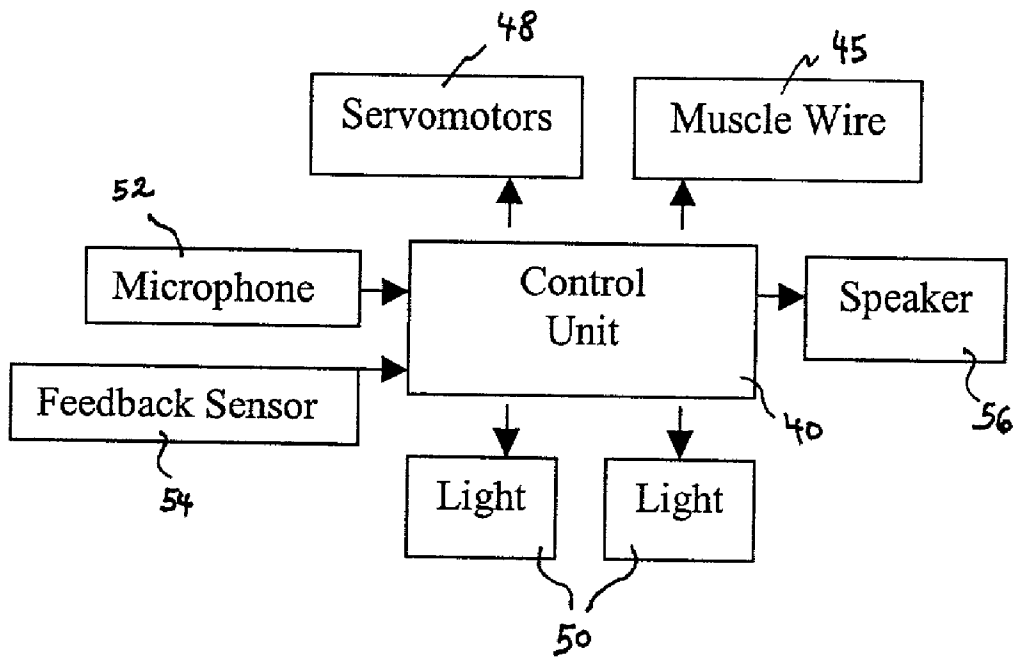 48
45
Servomotors
Muscle Wire
52
Microphone
Control
Unit
Speaker
Feedback Sensor
40
56
54
Light
Light
50